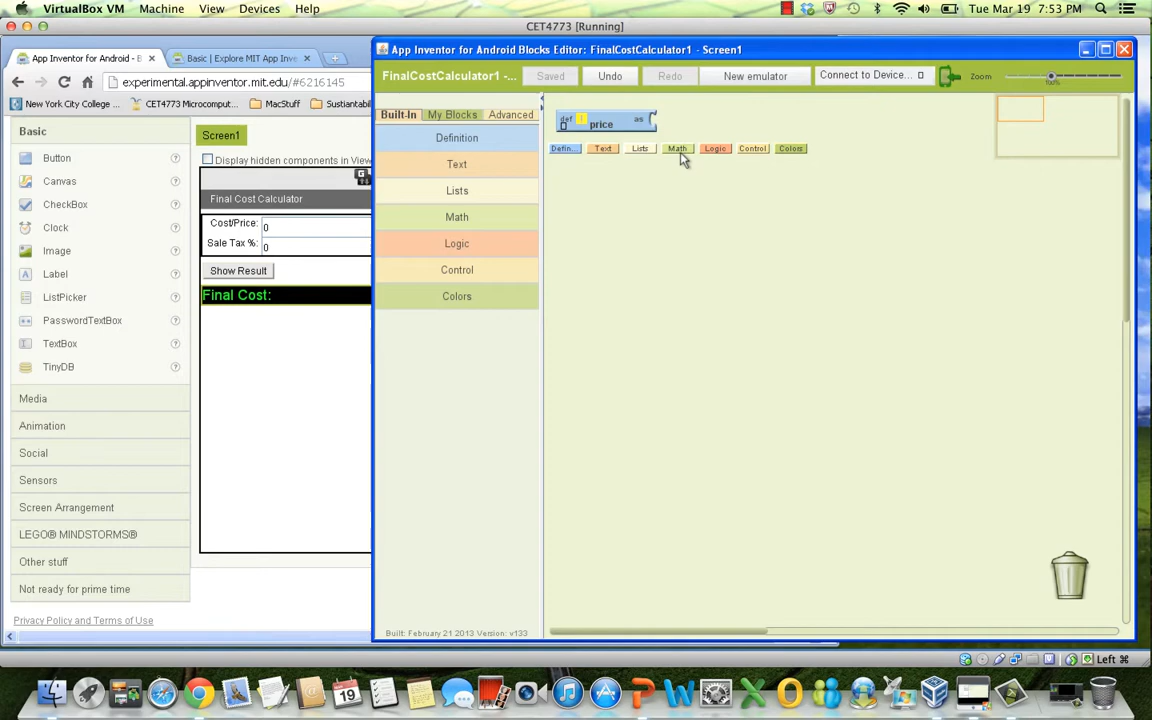 VirtualBox VM Machine View Devices Help
Tue Mar 19 7:53 PM
CET4773 [Running]
App Inventor for Android - B
Basic | Explore MIT App Inve
experimental.appinventor.mit.edu/#6216145
New York City College ...
CET4773 Microcomput...
MacStuff
Sustiantabili
Basic
Button
Canvas
CheckBox
Clock
Image
Label
ListPicker
PasswordTextBox
TextBox
TinyDB
Media
Animation
Social
Sensors
Screen Arrangement
LEGO® MINDSTORMS®
Other stuff
Not ready for prime time
Privacy Policy and Terms of Use
Screen1
Display hidden components in View
Final Cost Calculator
Cost/Price: 0
Sale Tax %: 0
Show Result
Final Cost:
App Inventor for Android Blocks Editor: FinalCostCalculator1 - Screen1
FinalCostCalculator1 -...
Saved
Undo
Redo
New emulator
Connect to Device...
Zoom
Built-In My Blocks Advanced
Definition
Text
Lists
Math
Logic
Control
Colors
Built: February 21 2013 Version: v133
def ! price as
Defin... Text Lists Math Logic Control Colors
Left ⌘